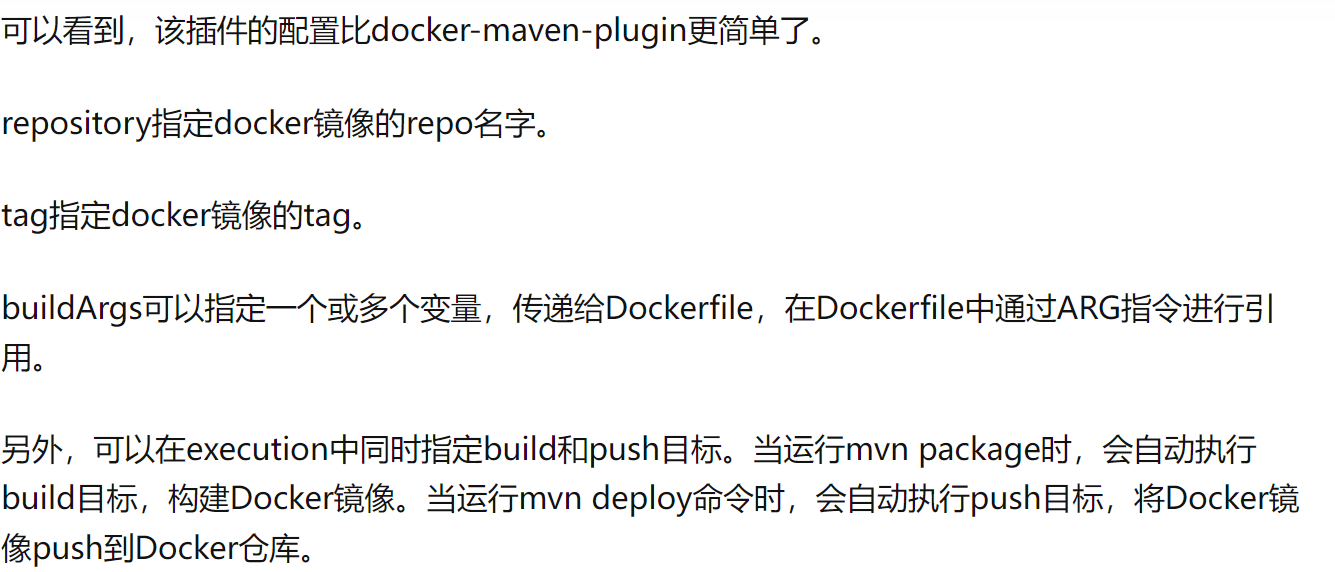 可以看到，该插件的配置比docker-maven-plugin更简单了。
repository指定docker镜像的repo名字。
tag指定docker镜像的tag。
buildArgs可以指定一个或多个变量，传递给Dockerfile，在Dockerfile中通过ARG指令进行引
用。
另外，可以在execution中同时指定build和push目标。当运行mvn package时，会自动执行
build目标，构建Docker镜像。当运行mvn deploy命令时，会自动执行push目标，将Docker镜
像push到Docker仓库。